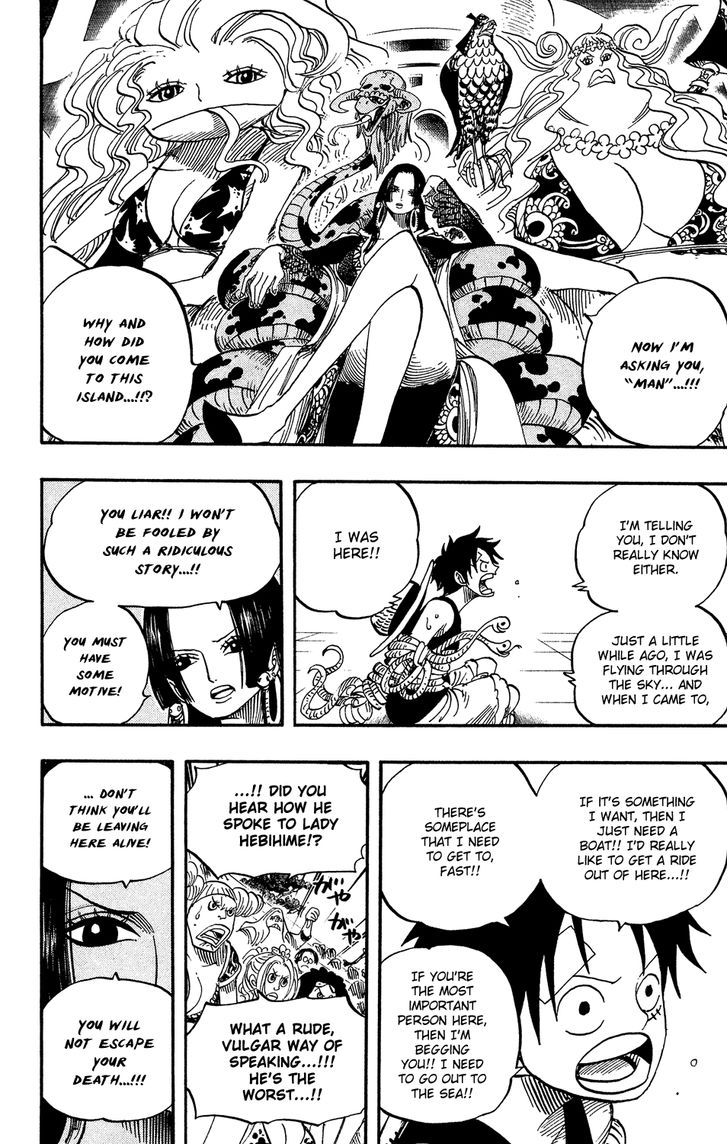 NOW I'M
ASKING YOU,
"MAN"...!!!
WHY AND
HOW DID
YOU COME
TO THIS
ISLAND...!!?
I'M TELLING
YOU, I DON'T
REALLY KNOW
EITHER.
JUST A LITTLE
WHILE AGO, I WAS
FLYING THROUGH
THE SKY... AND
WHEN I CAME TO,
I WAS
HERE!!
YOU LIAR!! I WON'T
BE FOOLED BY
SUCH A RIDICULOUS
STORY...!!
YOU MUST
HAVE
SOME
MOTIVE!
IF IT'S SOMETHING
I WANT, THEN I
JUST NEED A
BOAT!! I'D REALLY
LIKE TO GET A RIDE
OUT OF HERE...!!
THERE'S
SOMEPLACE
THAT I NEED
TO GET TO,
FAST!!
IF YOU'RE
THE MOST
IMPORTANT
PERSON HERE,
THEN I'M
BEGGING
YOU!! I NEED
TO GO OUT TO
THE SEA!!
...!! DID YOU
HEAR HOW HE
SPOKE TO LADY
HEBIHIME!?
ガヤ
ガヤ
WHAT A RUDE,
VULGAR WAY OF
SPEAKING...!!!
HE'S THE
WORST...!!
... DON'T
THINK YOU'LL
BE LEAVING
HERE ALIVE!
YOU WILL
NOT ESCAPE
YOUR
DEATH...!!!